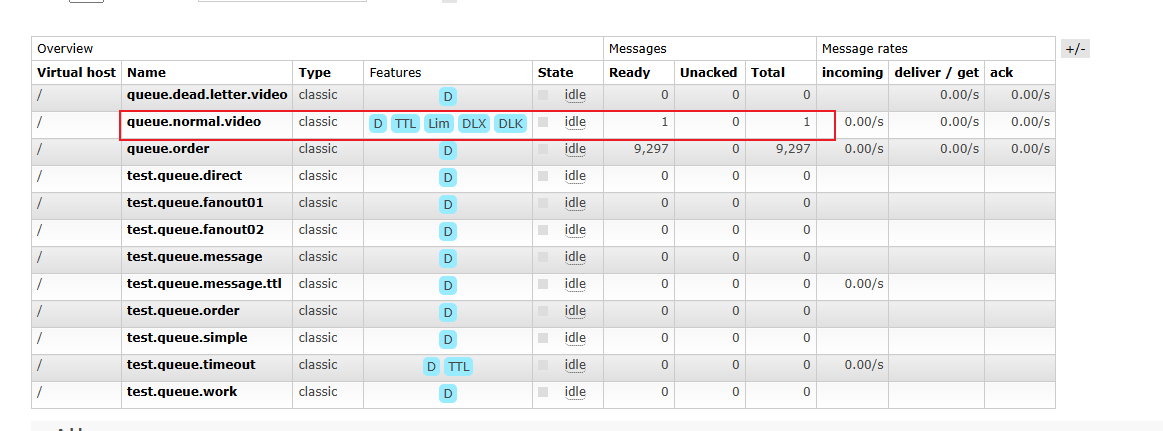 Overview Messages Message rates +/-
Virtual host Name Type Features State Ready Unacked Total incoming deliver / get ack
/ queue.dead.letter.video classic D idle 0 0 0 0.00/s 0.00/s
/ queue.normal.video classic D TTL Lim DLX DLK idle 1 0 1 0.00/s 0.00/s 0.00/s
/ queue.order classic D idle 9,297 0 9,297 0.00/s 0.00/s 0.00/s
/ test.queue.direct classic D idle 0 0 0
/ test.queue.fanout01 classic D idle 0 0 0
/ test.queue.fanout02 classic D idle 0 0 0
/ test.queue.message classic D idle 0 0 0
/ test.queue.message.ttl classic D idle 0 0 0 0.00/s
/ test.queue.order classic D idle 0 0 0
/ test.queue.simple classic D idle 0 0 0
/ test.queue.timeout classic D TTL idle 0 0 0 0.00/s
/ test.queue.work classic D idle 0 0 0